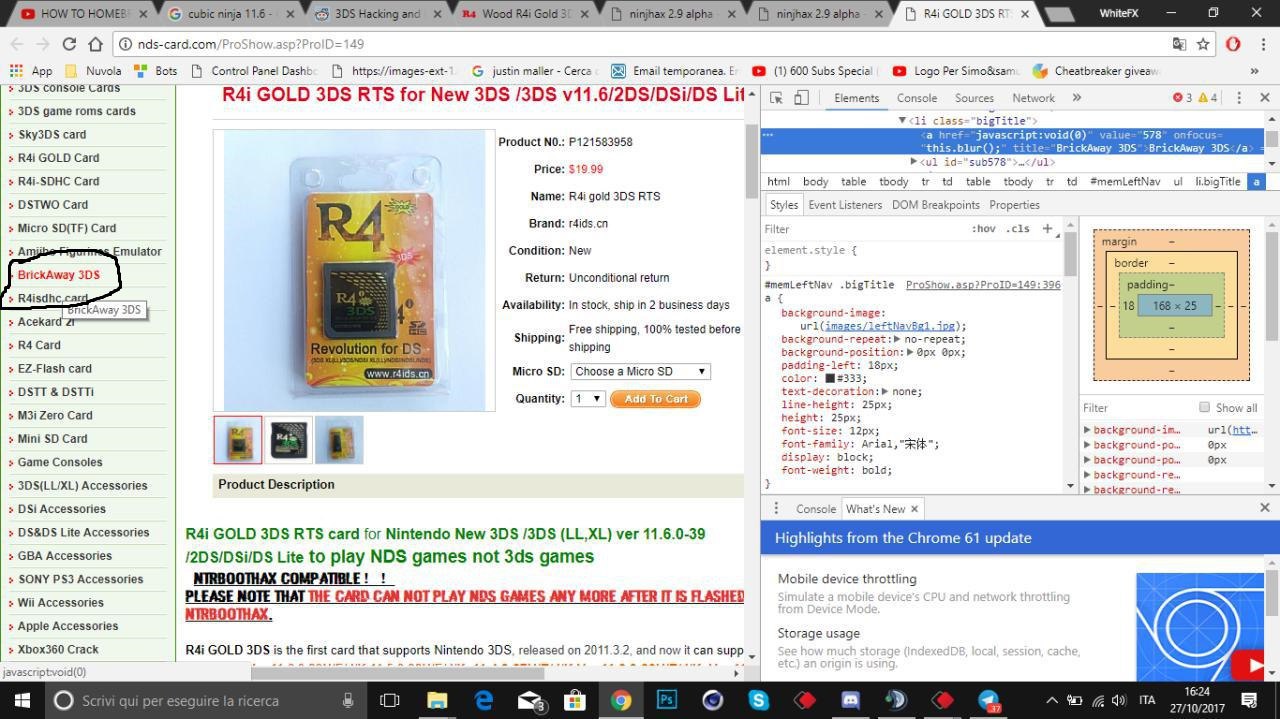 HOW TO HOMEB
cubic ninja 11.6 -
3DS Hacking and
Wood R4i Gold 3D
ninjhax 2.9 alpha -
ninjhax 2.9 alpha -
R4i GOLD 3DS RTS
WhiteFX
nds-card.com/ProShow.asp?ProID=149
App
Nuvola
Bots
Control Panel Dashbo
https://images-ext-1.
justin maller - Cerca c
Email temporanea. E
(1) 600 Subs Special (
Logo Per Simo&samu
Cheatbreaker giveaw
»
3DS console Cards
3DS game roms cards
Sky3DS card
R4i GOLD Card
R4i-SDHC Card
DSTWO Card
Micro SD(TF) Card
Amiibo Figurines Emulator
BrickAway 3DS
R4isdhc card
BrickAway 3DS
Acekard 2i
R4 Card
EZ-Flash card
DSTT & DSTTi
M3i Zero Card
Mini SD Card
Game Consoles
3DS(LL/XL) Accessories
DSi Accessories
DS&DS Lite Accessories
GBA Accessories
SONY PS3 Accessories
Wii Accessories
Apple Accessories
Xbox360 Crack
javascript:void(0)
R4i GOLD 3DS RTS for New 3DS /3DS v11.6/2DS/DSi/DS Lit
R4
3DS
R4
3DS
Revolution for DS
www.r4ids.cn
Product N0.: P121583958
Price: $19.99
Name: R4i gold 3DS RTS
Brand: r4ids.cn
Condition: New
Return: Unconditional return
Availability: In stock, ship in 2 business days
Shipping: Free shipping, 100% tested before
shipping
Micro SD: Choose a Micro SD
Quantity: 1 Add To Cart
Product Description
R4i GOLD 3DS RTS card for Nintendo New 3DS /3DS (LL,XL) ver 11.6.0-39
/2DS/DSi/DS Lite to play NDS games not 3ds games
NTRBOOTHAX COMPATIBLE ! !
PLEASE NOTE THAT THE CARD CAN NOT PLAY NDS GAMES ANY MORE AFTER IT IS FLASHED
NTRBOOTHAX.
R4i GOLD 3DS is the first card that supports Nintendo 3DS, released on 2011.3.2, and now it can supp
Elements
Console
Sources
Network
»
3
4
<li class="bigTitle">
<a href="javascript:void(0)" value="578" onfocus=
"this.blur();" title="BrickAway 3DS">BrickAway 3DS</a> =
<ul id="sub578">…</ul>
html body table tbody tr td table tbody tr td #memLeftNav ul li.bigTitle a
Styles
Event Listeners
DOM Breakpoints
Properties
Filter
:hov .cls +
element.style {
}
#memLeftNav .bigTitle ProShow.asp?ProID=149:396
a {
background-image:
url(images/leftNavBg1.jpg);
background-repeat: no-repeat;
background-position: 0px 0px;
padding-left: 18px;
color: #333;
text-decoration: none;
line-height: 25px;
height: 25px;
font-size: 12px;
font-family: Arial,"宋体";
display: block;
font-weight: bold;
}
margin –
border –
padding–
– – 18 168 × 25 – – –
–
–
–
Filter
Show all
background-im… url(htt…
background-po… 0px
background-po… 0px
background-re…
background-re…
Console
What's New
Highlights from the Chrome 61 update
Mobile device throttling
Simulate a mobile device's CPU and network throttling
from Device Mode.
Storage usage
See how much storage (IndexedDB, local, session, cache,
etc.) an origin is using.
Scrivi qui per eseguire la ricerca
3
Ps
37
ITA
16:24
27/10/2017